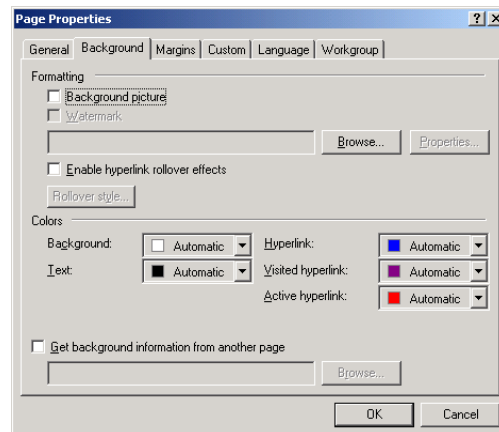 Page Properties
General Background Margins Custom Language Workgroup
Formatting
Background picture
Watermark
Browse... Properties...
Enable hyperlink rollover effects
Rollover style...
Colors
Background: Automatic Hyperlink: Automatic
Text: Automatic Visited hyperlink: Automatic
Active hyperlink: Automatic
Get background information from another page
Browse...
OK Cancel